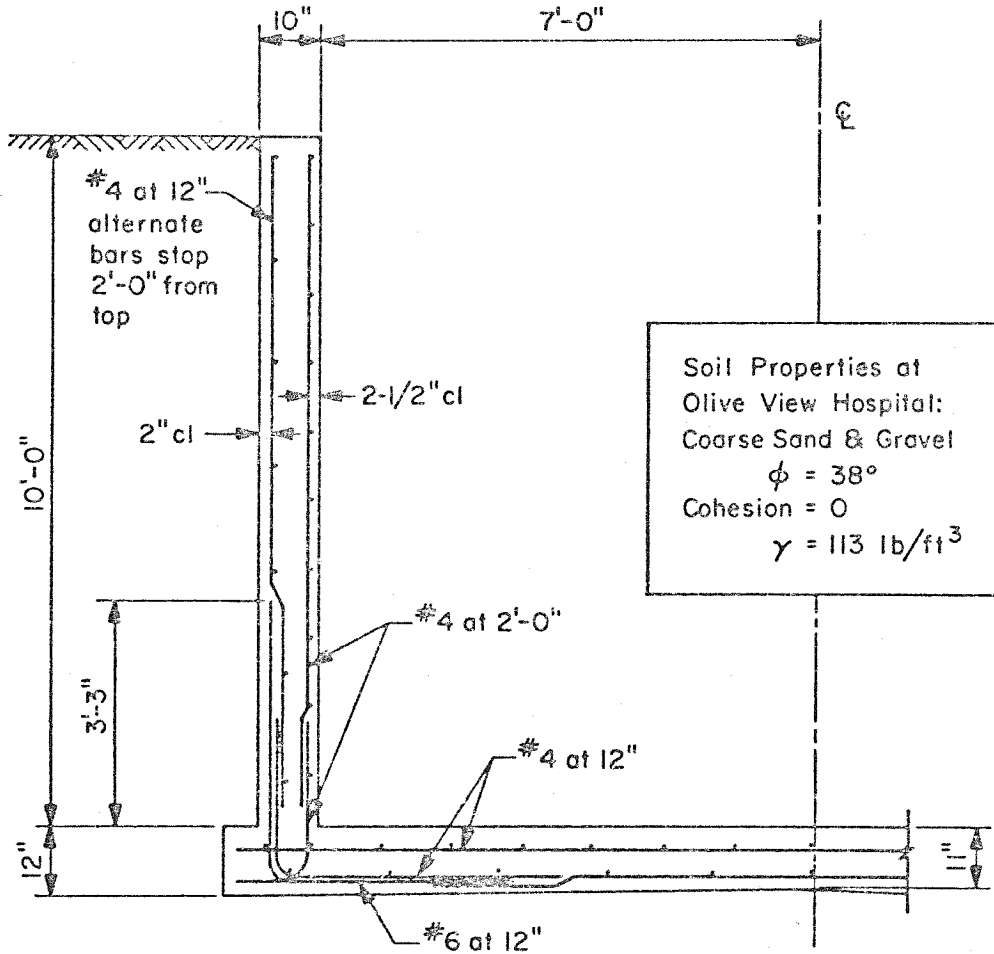 10"
7'-0"
℄
#4 at 12"
alternate
bars stop
2'-0" from
top
Soil Properties at
Olive View Hospital:
Coarse Sand & Gravel
ϕ = 38°
Cohesion = 0
γ = 113 lb/ft³
2-1/2" cl
2" cl
10'-0"
#4 at 2'-0"
3'-3"
#4 at 12"
12"
11"
#6 at 12"